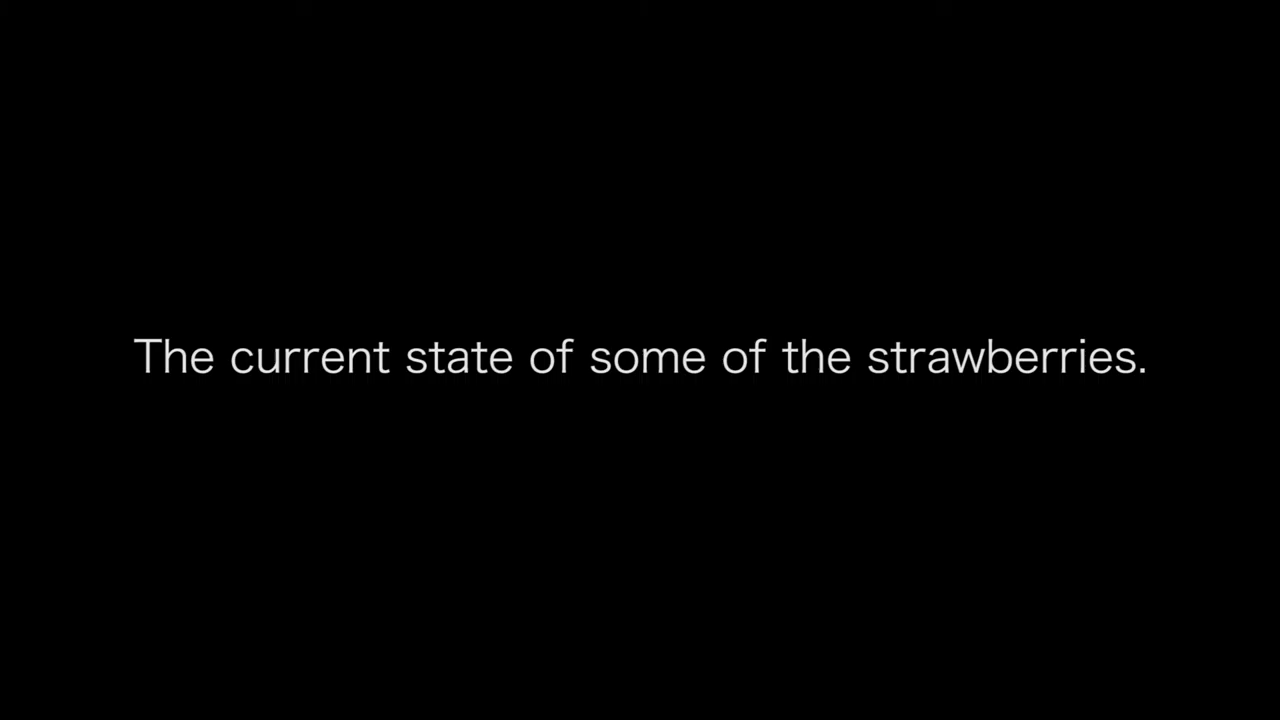 The current state of some of the strawberries.